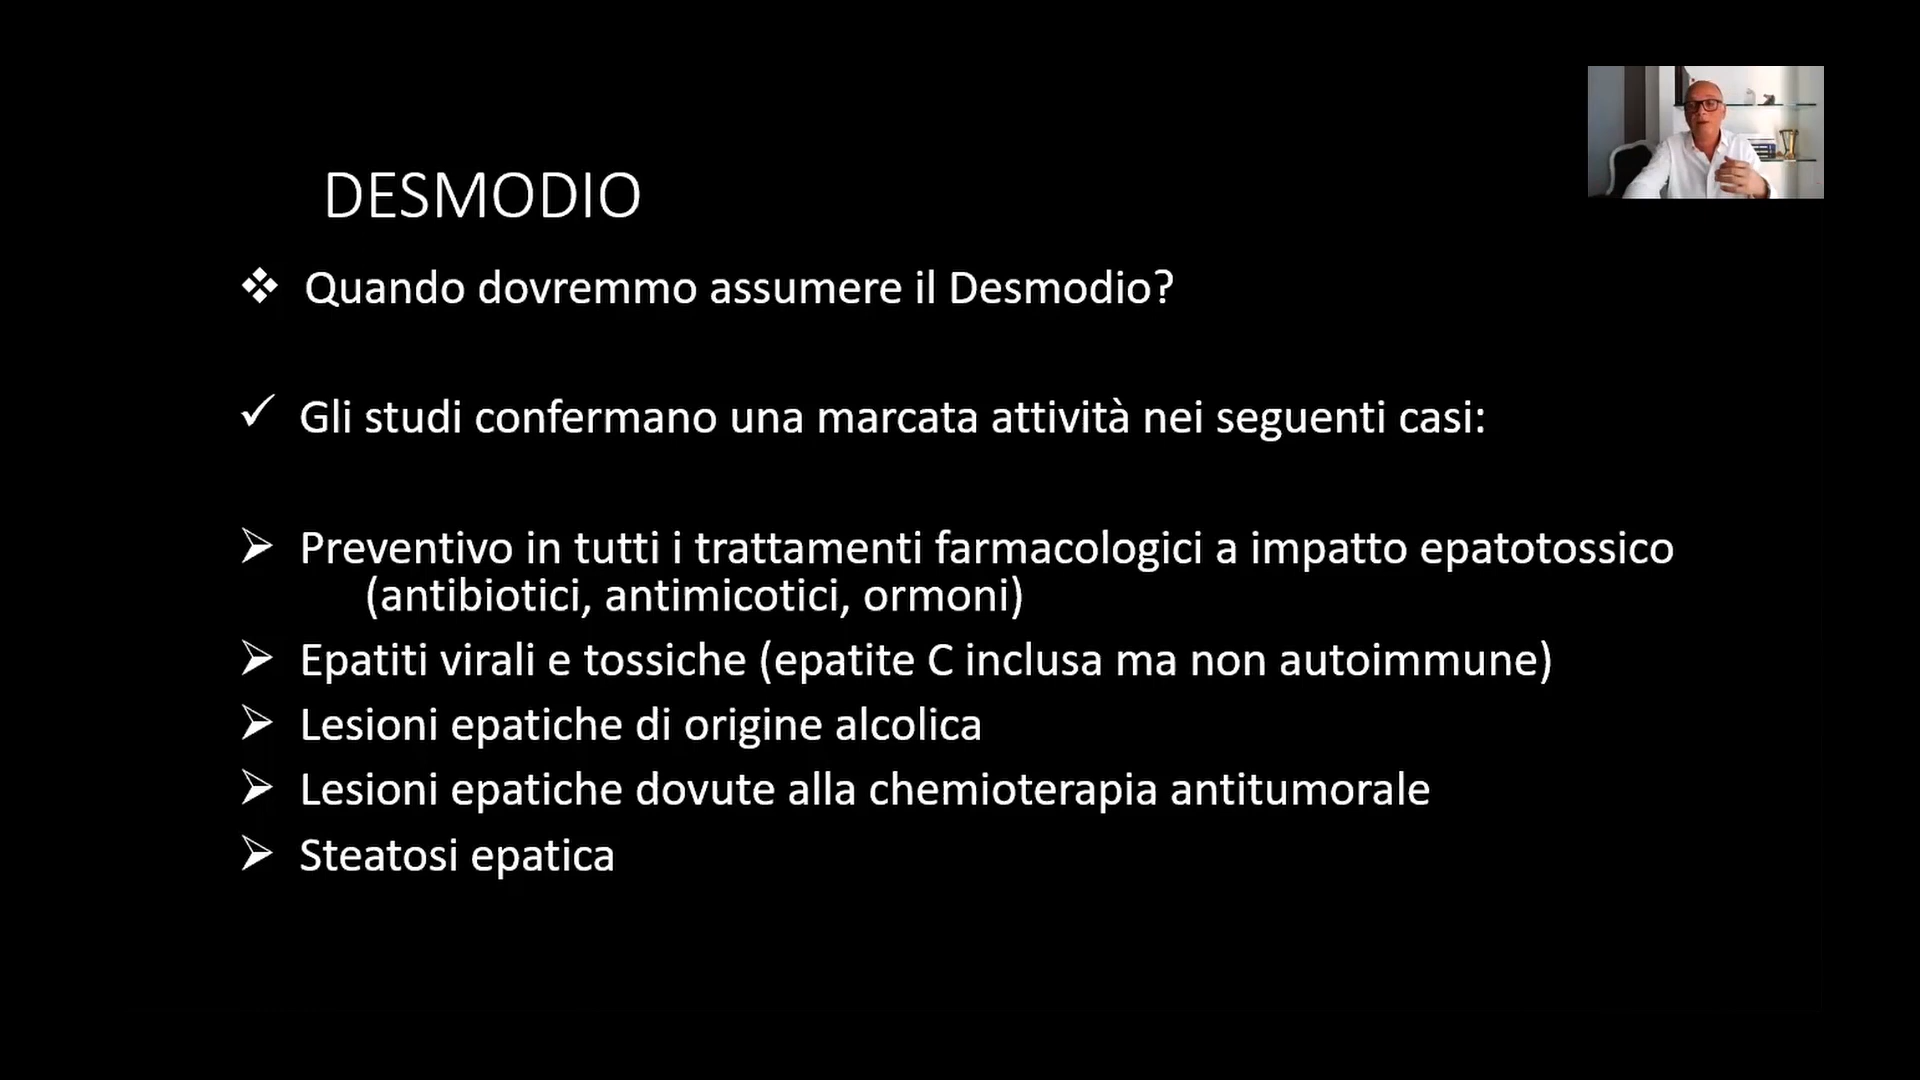 DESMODIO
Quando dovremmo assumere il Desmodio?
Gli studi confermano una marcata attività nei seguenti casi:
Preventivo in tutti i trattamenti farmacologici a impatto epatotossico
(antibiotici, antimicotici, ormoni)
Epatiti virali e tossiche (epatite C inclusa ma non autoimmune)
Lesioni epatiche di origine alcolica
Lesioni epatiche dovute alla chemioterapia antitumorale
Steatosi epatica